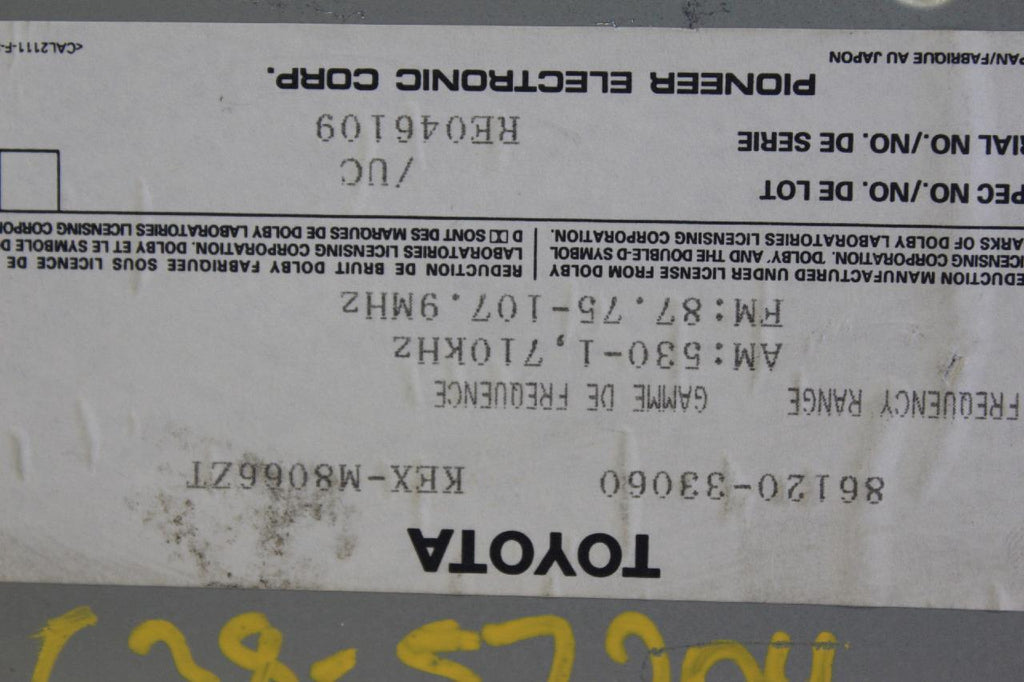 TOYOTA
86120-33060 KEX-M8066ZT
FREQUENCY RANGE GAMME DE FREQUENCE
AM:530-1,710kHz
FM:87.75-107.9MHz
EDUCTION MANUFACTURED UNDER LICENSE FROM DOLBY
NSING CORPORATION. 'DOLBY' AND THE DOUBLE-D SYMBOL
ARKS OF DOLBY LABORATORIES LICENSING CORPORATION.
REDUCTION DE BRUIT DOLBY FABRIQUEE SOUS LICENCE DE
LABORATORIES LICENSING CORPORATION. DOLBY ET LE SYMBOLE D
D SONT DES MARQUES DE DOLBY LABORATORIES LICENSING CORPOR
PEC NO./NO. DE LOT /UC
RIAL NO./NO. DE SERIE RE046109
PIONEER ELECTRONIC CORP.
PAN/FABRIQUE AU JAPON
<CAL2111-F-